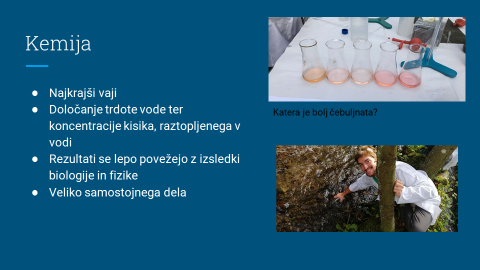 Kemija
● Najkrajši vaji
● Določanje trdote vode ter
koncentracije kisika, raztopljenega v
vodi
● Rezultati se lepo povežejo z izsledki
biologije in fizike
● Veliko samostojnega dela
Katera je bolj čebuljnata?